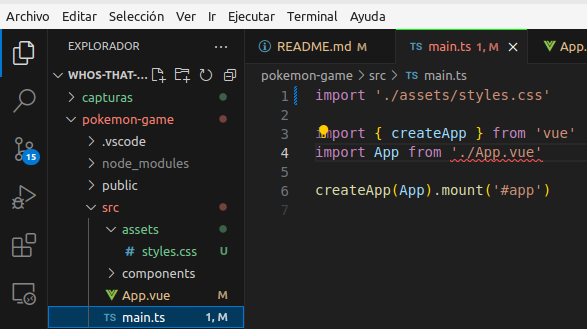 Archivo Editar Selección Ver Ir Ejecutar Terminal Ayuda
EXPLORADOR ...
README.md M
TS main.ts 1, M
App.
WHOS-THAT-...
pokemon-game > src > TS main.ts
capturas
pokemon-game
.vscode
node_modules
public
src
assets
# styles.css U
components
App.vue M
TS main.ts 1, M
15
1 import './assets/styles.css'
2
3 import { createApp } from 'vue'
4 import App from './App.vue'
5
6 createApp(App).mount('#app')
7